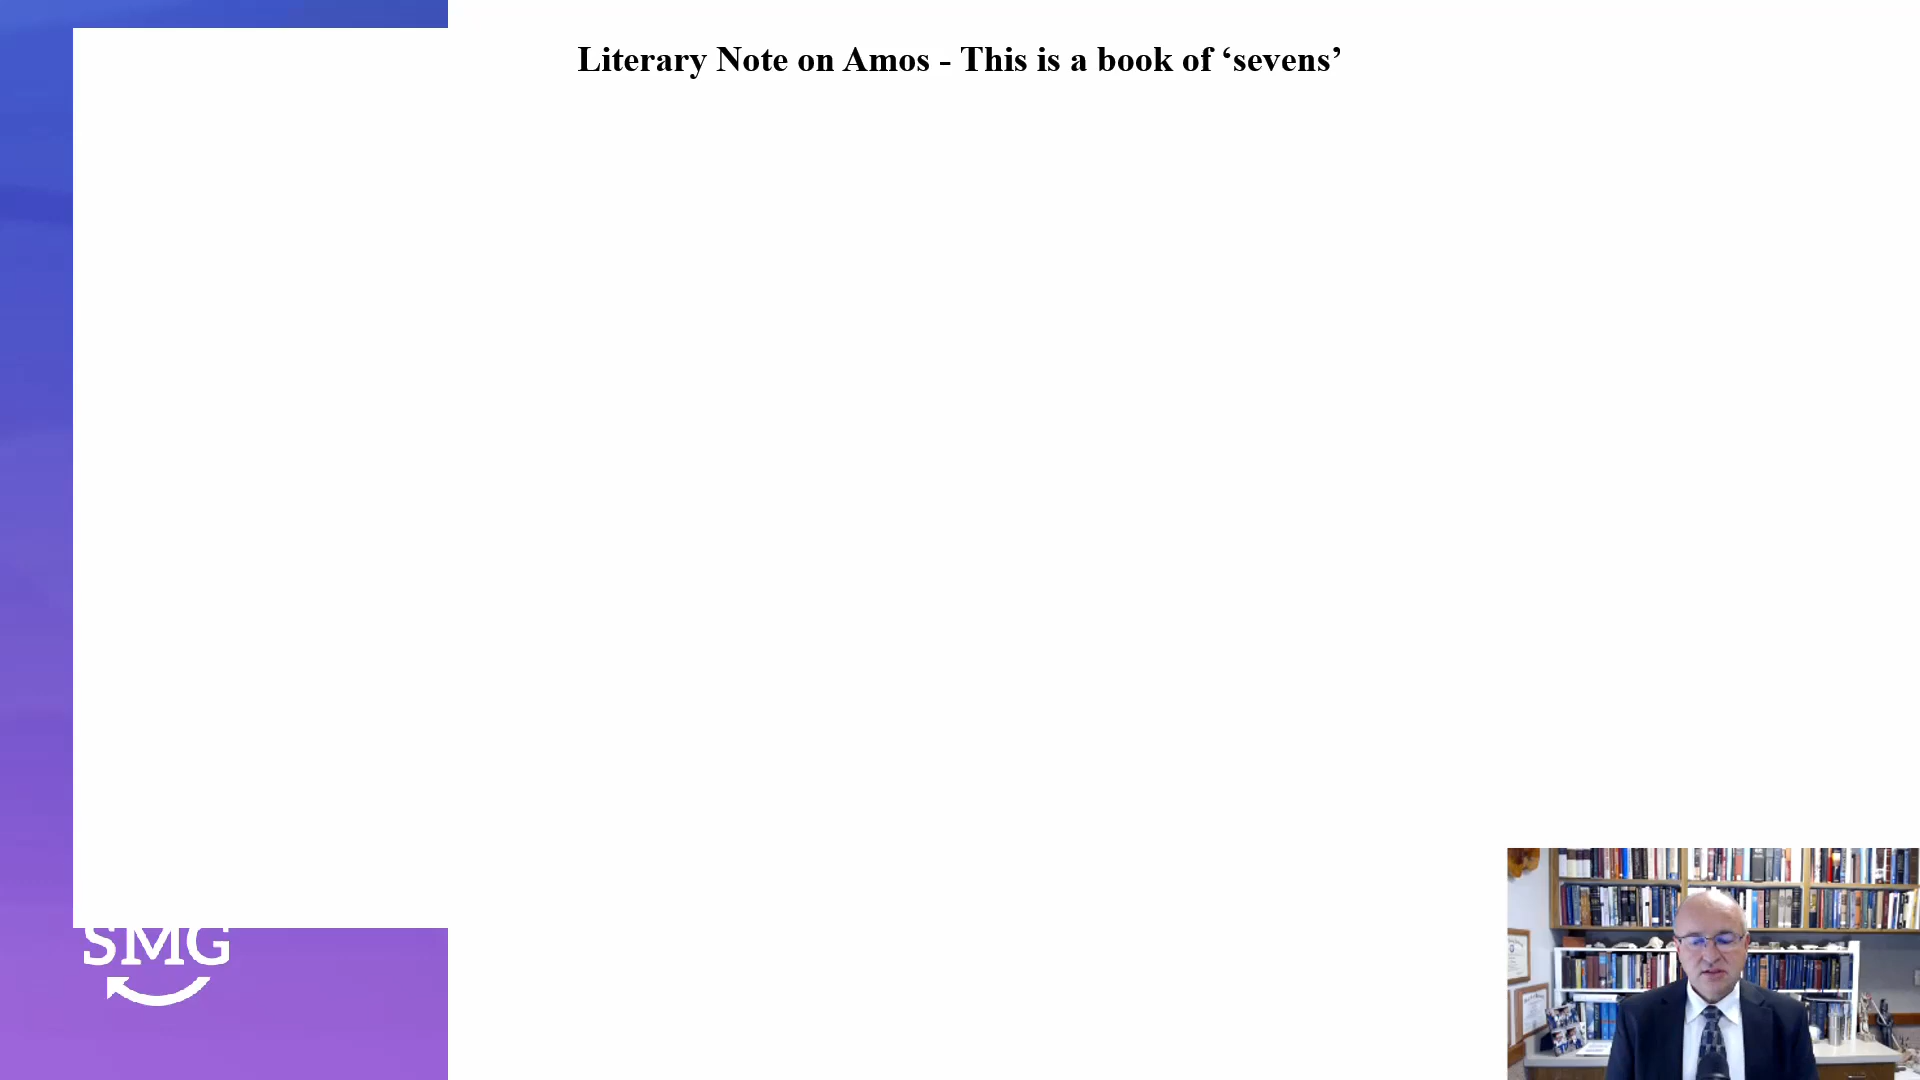 Literary Note on Amos - This is a book of ‘sevens’
SMG